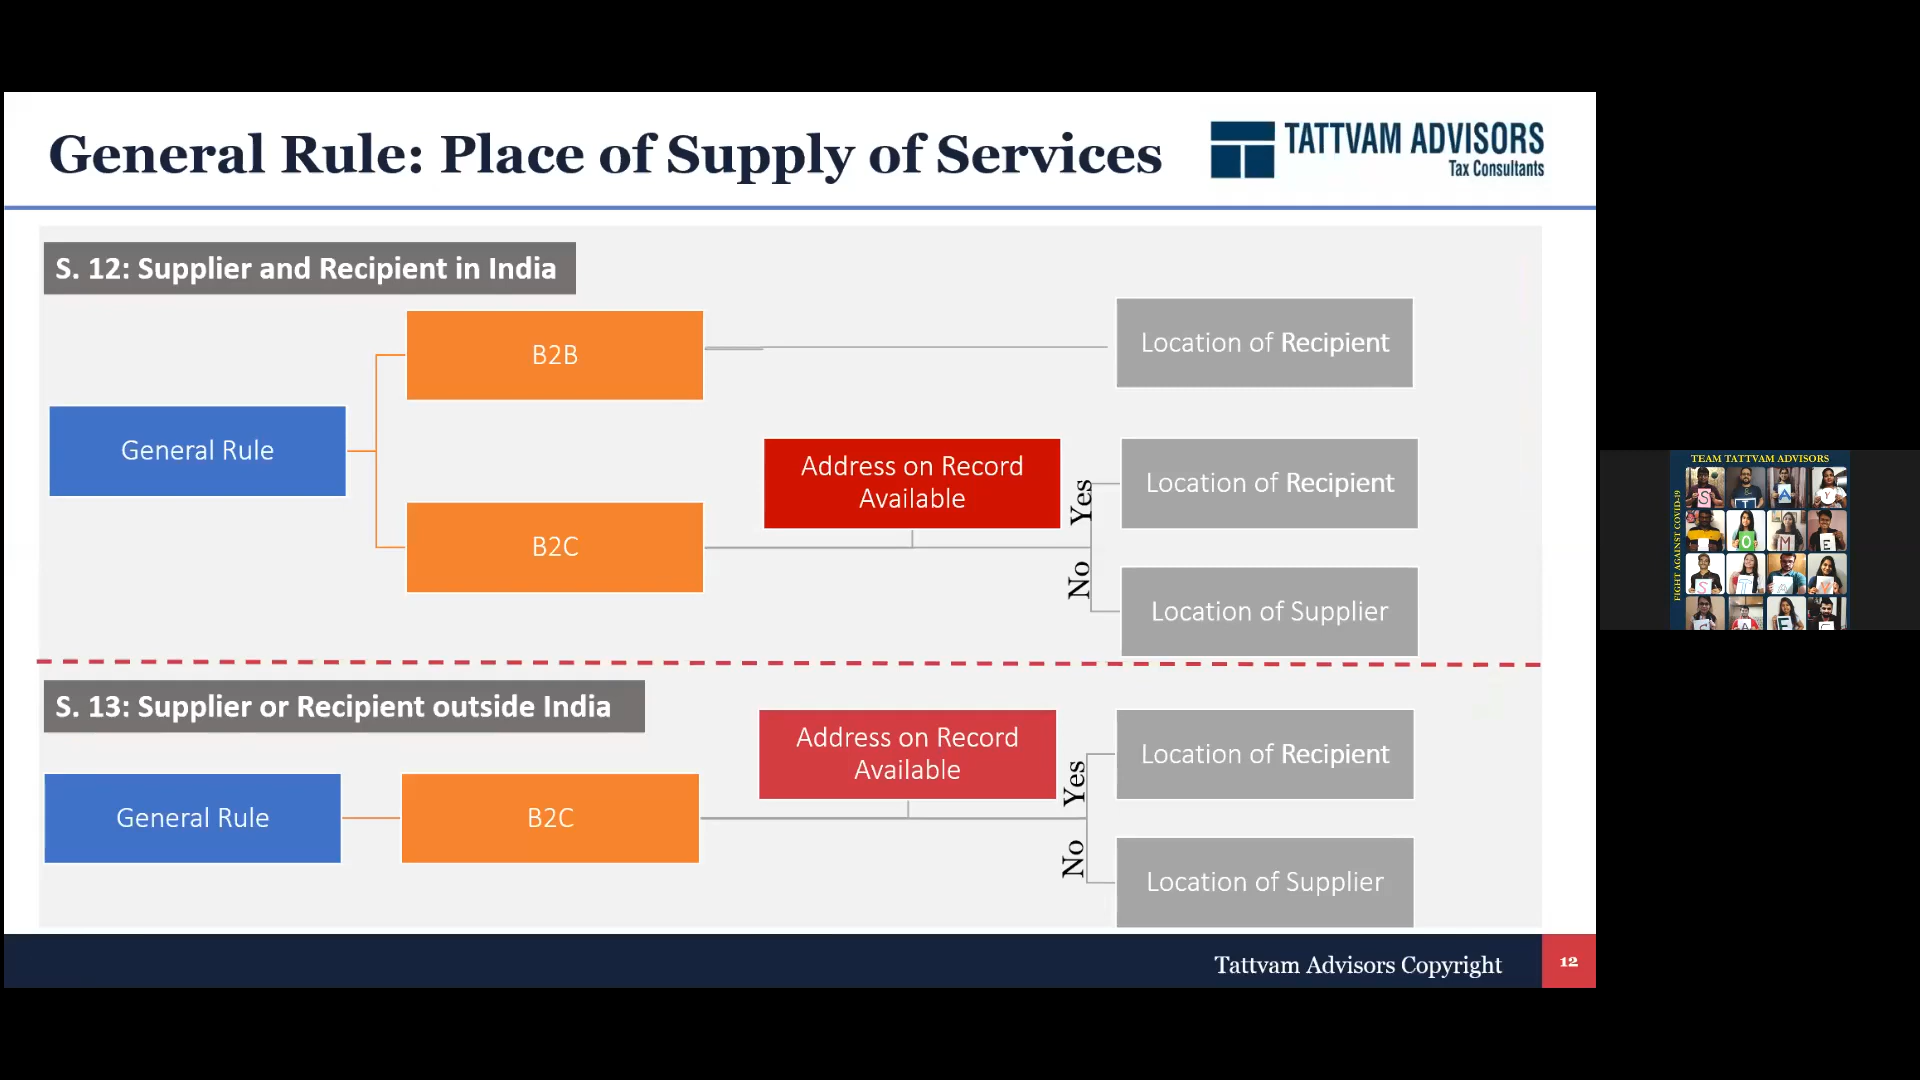 General Rule: Place of Supply of Services
TATTVAM ADVISORS
Tax Consultants
S. 12: Supplier and Recipient in India
General Rule
B2B
Location of Recipient
B2C
Address on Record
Available
Yes
No
Location of Recipient
Location of Supplier
S. 13: Supplier or Recipient outside India
General Rule
B2C
Address on Record
Available
Yes
No
Location of Recipient
Location of Supplier
Tattvam Advisors Copyright
12
TEAM TATTVAM ADVISORS
FIGHT AGAINST COVID-19